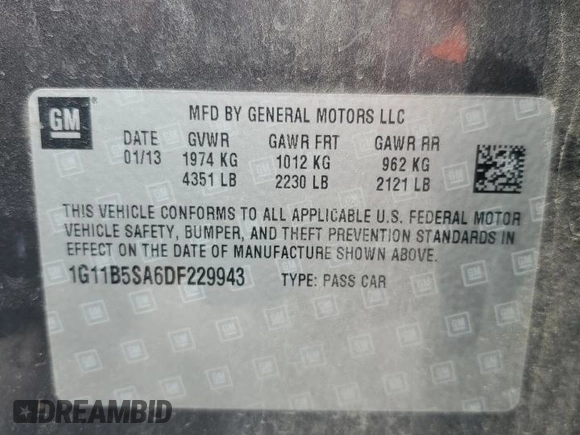 GM
®
MFD BY GENERAL MOTORS LLC
DATE GVWR GAWR FRT GAWR RR
01/13 1974 KG 1012 KG 962 KG
4351 LB 2230 LB 2121 LB
THIS VEHICLE CONFORMS TO ALL APPLICABLE U.S. FEDERAL MOTOR
VEHICLE SAFETY, BUMPER, AND THEFT PREVENTION STANDARDS IN
EFFECT ON THE DATE OF MANUFACTURE SHOWN ABOVE.
1G11B5SA6DF229943 TYPE: PASS CAR
DREAMBID